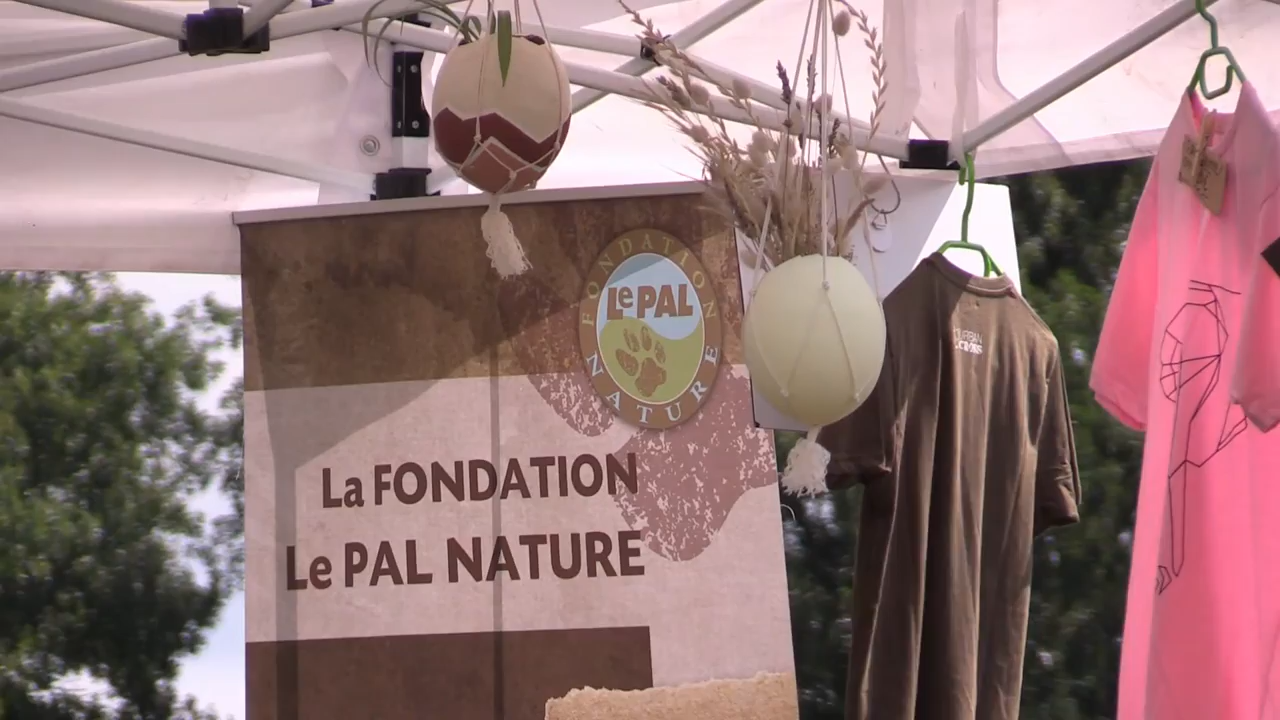 FONDATION
Le PAL
NATURE
La FONDATION
Le PAL NATURE